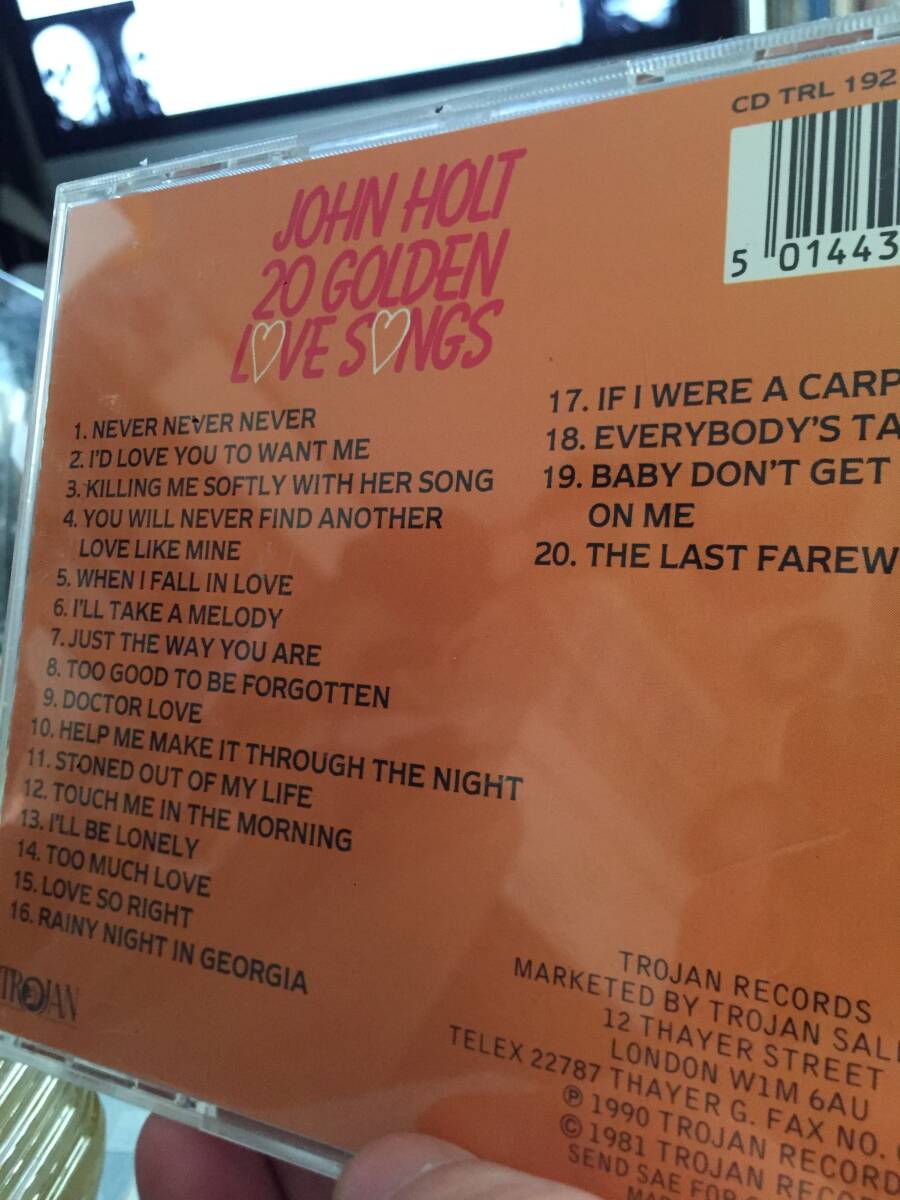 CD TRL 192
5 01443
JOHN HOLT
20 GOLDEN
LOVE SONGS
1. NEVER NEVER NEVER
2. I'D LOVE YOU TO WANT ME
3. KILLING ME SOFTLY WITH HER SONG
4. YOU WILL NEVER FIND ANOTHER
LOVE LIKE MINE
5. WHEN I FALL IN LOVE
6. I'LL TAKE A MELODY
7. JUST THE WAY YOU ARE
8. TOO GOOD TO BE FORGOTTEN
9. DOCTOR LOVE
10. HELP ME MAKE IT THROUGH THE NIGHT
11. STONED OUT OF MY LIFE
12. TOUCH ME IN THE MORNING
13. I'LL BE LONELY
14. TOO MUCH LOVE
15. LOVE SO RIGHT
16. RAINY NIGHT IN GEORGIA
17. IF I WERE A CARP
18. EVERYBODY'S TA
19. BABY DON'T GET
ON ME
20. THE LAST FAREW
TROJAN
TROJAN RECORDS
MARKETED BY TROJAN SAL
12 THAYER STREET
LONDON W1M 6AU
TELEX 22787 THAYER G. FAX NO.
℗ 1990 TROJAN RECORD
© 1981 TROJAN REC
SEND SAE FOR